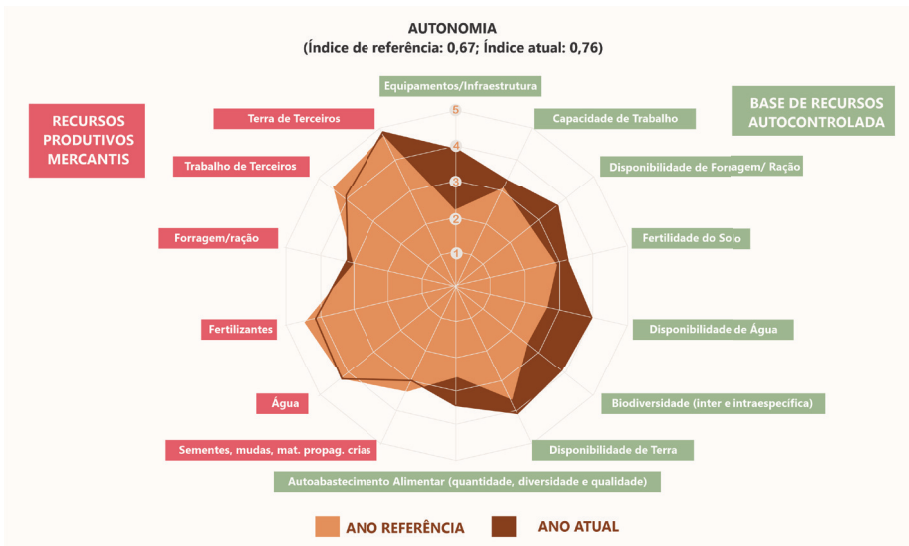 AUTONOMIA
(Índice de referência: 0,67; Índice atual: 0,76)
RECURSOS
PRODUTIVOS
MERCANTIS
BASE DE RECURSOS
AUTOCONTROLADA
Equipamentos/Infraestrutura
Capacidade de Trabalho
Disponibilidade de Forragem/ Ração
Fertilidade do Solo
Disponibilidade de Água
Biodiversidade (inter e intraespecífica)
Disponibilidade de Terra
Autoabastecimento Alimentar (quantidade, diversidade e qualidade)
Sementes, mudas, mat. propag. crias
Água
Fertilizantes
Forragem/ração
Trabalho de Terceiros
Terra de Terceiros
5
4
3
2
1
ANO REFERÊNCIA
ANO ATUAL